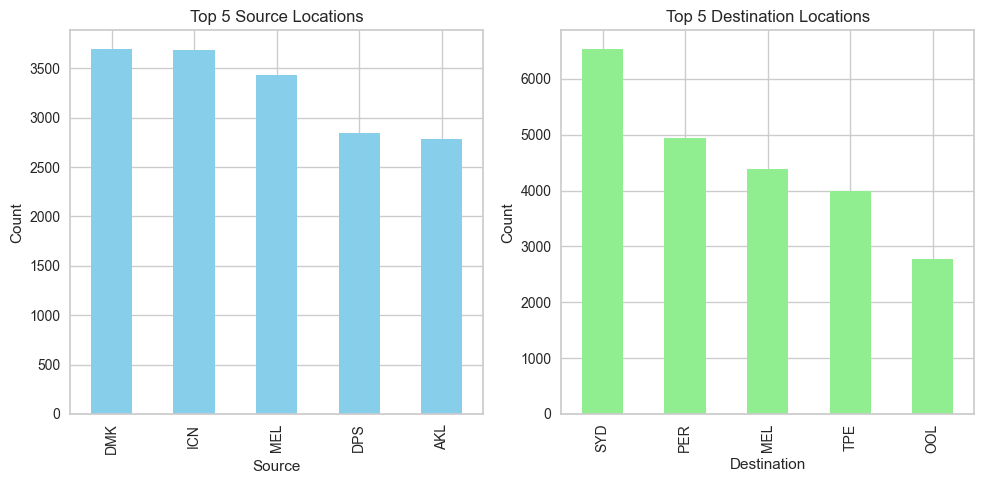 Top 5 Source Locations
Count
3500
3000
2500
2000
1500
1000
500
0
DMK
ICN
MEL
DPS
AKL
Source
Top 5 Destination Locations
Count
6000
5000
4000
3000
2000
1000
0
SYD
PER
MEL
TPE
OOL
Destination